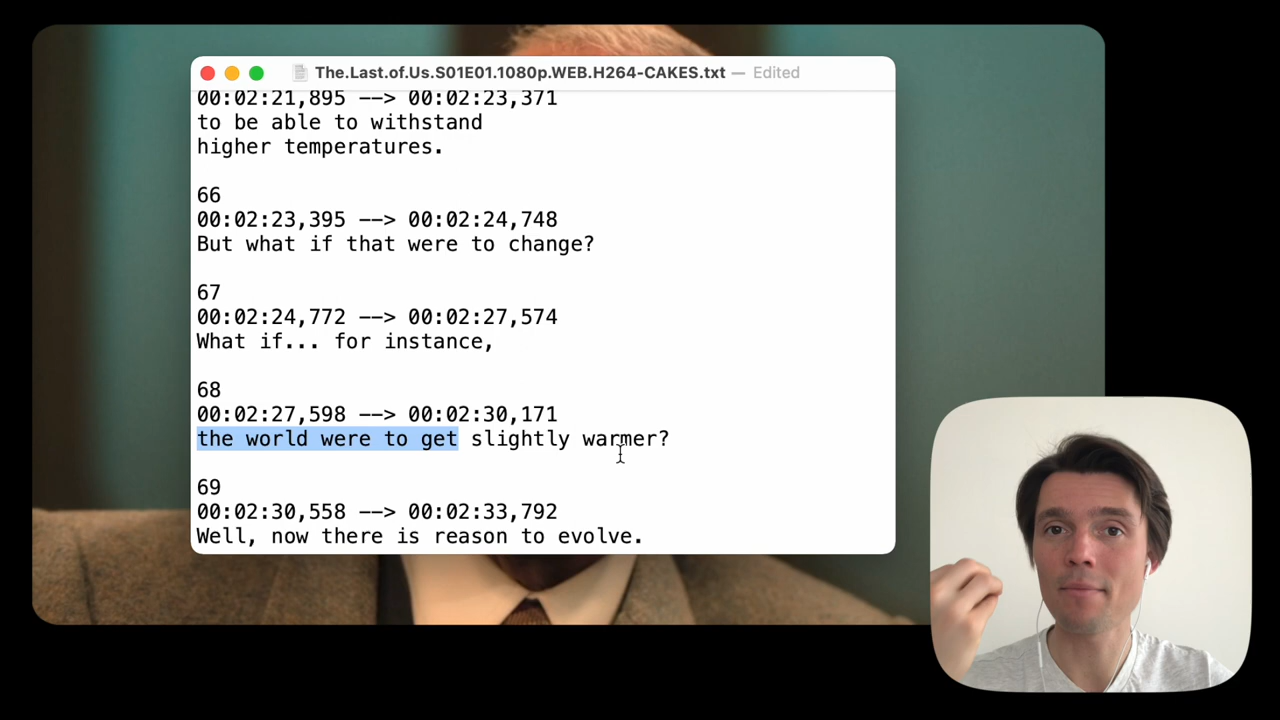 The.Last.of.Us.S01E01.1080p.WEB.H264-CAKES.txt — Edited
00:02:21,895 --> 00:02:23,371
to be able to withstand
higher temperatures.
66
00:02:23,395 --> 00:02:24,748
But what if that were to change?
67
00:02:24,772 --> 00:02:27,574
What if... for instance,
68
00:02:27,598 --> 00:02:30,171
the world were to get slightly warmer?
69
00:02:30,558 --> 00:02:33,792
Well, now there is reason to evolve.